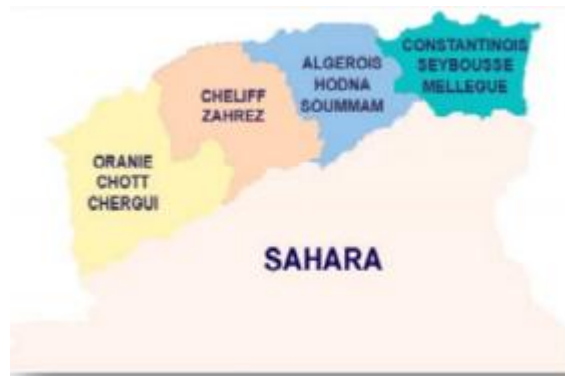 CONSTANTINOIS
SEYBOUSSE
MELLEGUE
ALGEROIS
HODNA
SOUMMAM
CHELIFF
ZAHREZ
ORANIE
CHOTT
CHERGUI
SAHARA